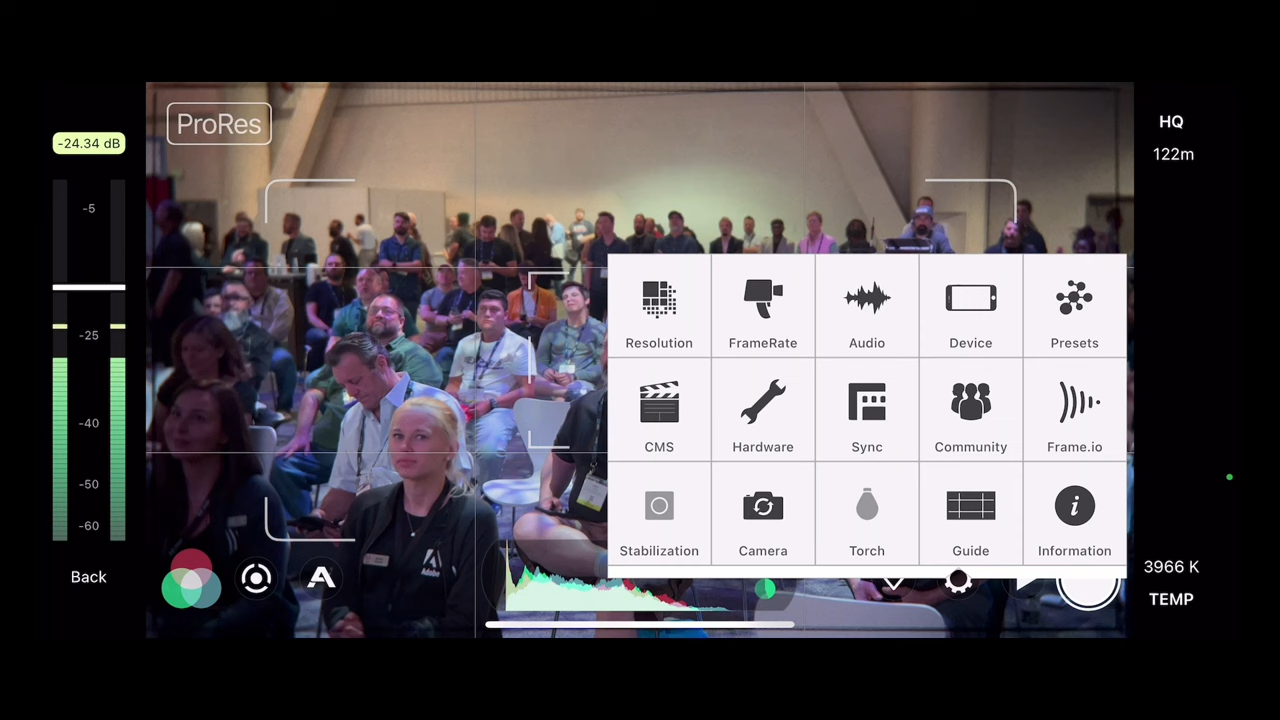 ProRes
HQ
-24.34 dB
122m
-5
-25
-40
-50
-60
Resolution
FrameRate
Audio
Device
Presets
CMS
Hardware
Sync
Community
Frame.io
Stabilization
Camera
Torch
Guide
Information
Back
Adobe
3966 K
TEMP